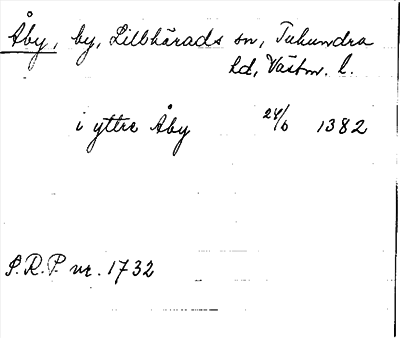 Åby, by, Lillhärads sn, Tuhundra
hd, Västm. l.
i yttre Åby 24/6 1382
S.R.P. nr. 1732